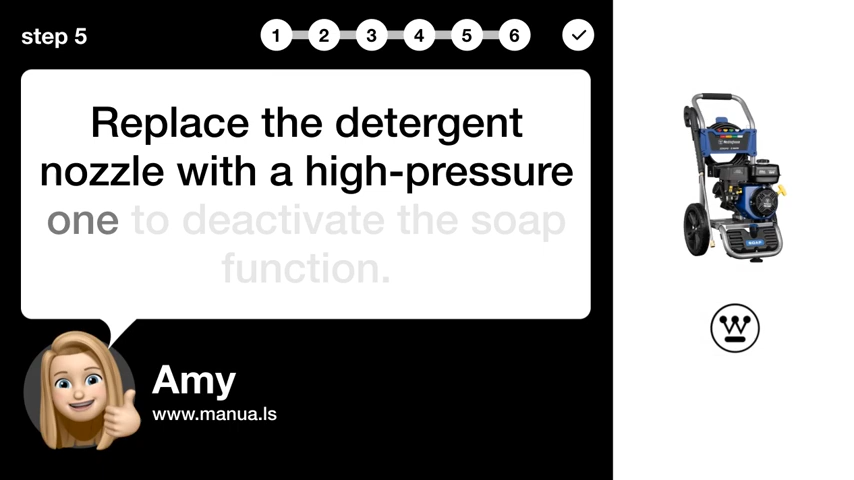 step 5
1 2 3 4 5 6
Replace the detergent
nozzle with a high-pressure
one to deactivate the soap
function.
Amy
www.manua.ls
SOAP
W